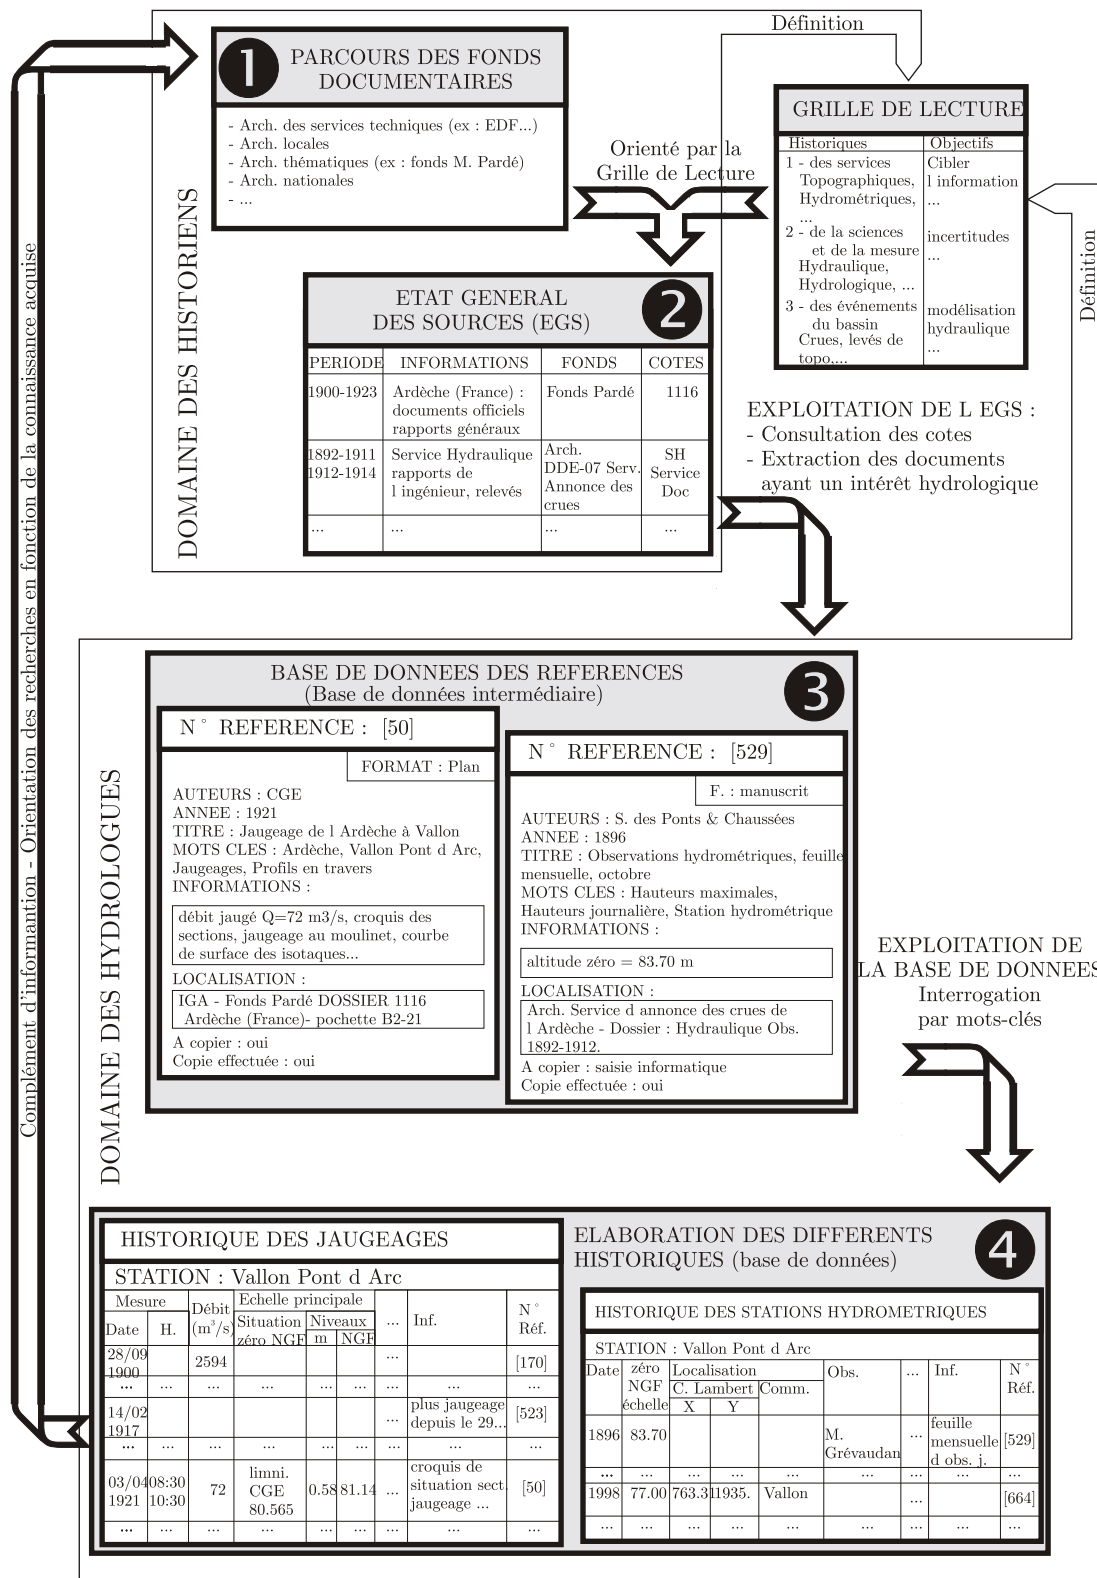 Définition
1
PARCOURS DES FONDS
DOCUMENTAIRES
- Arch. des services techniques (ex : EDF...)
- Arch. locales
- Arch. thématiques (ex : fonds M. Pardé)
- Arch. nationales
- ...
Orienté par la
Grille de Lecture
GRILLE DE LECTURE
Historiques Objectifs
1 - des services Cibler
Topographiques, l information
Hydrométriques, ...
...
2 - de la sciences incertitudes
et de la mesure ...
Hydraulique,
Hydrologique, ...
3 - des événements modélisation
du bassin hydraulique
Crues, levés de ...
topo,...
Définition
DOMAINE DES HISTORIENS
ETAT GENERAL
DES SOURCES (EGS)
2
PERIODE INFORMATIONS FONDS COTES
1900-1923 Ardèche (France) : Fonds Pardé 1116
documents officiels
rapports généraux
1892-1911 Service Hydraulique Arch. SH
1912-1914 rapports de DDE-07 Serv. Service
l ingénieur, relevés Annonce des Doc
crues
... ... ... ...
EXPLOITATION DE L EGS :
- Consultation des cotes
- Extraction des documents
ayant un intérêt hydrologique
Complément d'informantion - Orientation des recherches en fonction de la connaissance acquise
DOMAINE DES HYDROLOGUES
BASE DE DONNEES DES REFERENCES
(Base de données intermédiaire)
3
N° REFERENCE : [50]
FORMAT : Plan
AUTEURS : CGE
ANNEE : 1921
TITRE : Jaugeage de l Ardèche à Vallon
MOTS CLES : Ardèche, Vallon Pont d Arc,
Jaugeages, Profils en travers
INFORMATIONS :
débit jaugé Q=72 m3/s, croquis des
sections, jaugeage au moulinet, courbe
de surface des isotaques...
LOCALISATION :
IGA - Fonds Pardé DOSSIER 1116
Ardèche (France)- pochette B2-21
A copier : oui
Copie effectuée : oui
N° REFERENCE : [529]
F. : manuscrit
AUTEURS : S. des Ponts & Chaussées
ANNEE : 1896
TITRE : Observations hydrométriques, feuille
mensuelle, octobre
MOTS CLES : Hauteurs maximales,
Hauteurs journalière, Station hydrométrique
INFORMATIONS :
altitude zéro = 83.70 m
LOCALISATION :
Arch. Service d annonce des crues de
l Ardèche - Dossier : Hydraulique Obs.
1892-1912.
A copier : saisie informatique
Copie effectuée : oui
EXPLOITATION DE
LA BASE DE DONNEES
Interrogation
par mots-clés
HISTORIQUE DES JAUGEAGES
STATION : Vallon Pont d Arc
Mesure Débit (m³/s) Echelle principale ... Inf. N° Réf.
Date H. Situation zéro NGF Niveaux
m NGF
28/09 1900 2594 ... [170]
... ... ... ... ... ... ... ...
14/02 1917 ... plus jaugeage [523]
depuis le 29...
... ... ... ... ... ... ...
03/04 08:30 72 limni. 0.58 81.14 ... croquis de [50]
1921 10:30 CGE situation sect.
80.565 jaugeage ...
... ... ... ... ... ... ... ...
ELABORATION DES DIFFERENTS
HISTORIQUES (base de données)
4
HISTORIQUE DES STATIONS HYDROMETRIQUES
STATION : Vallon Pont d Arc
Date zéro Localisation Obs. ... Inf. N°
NGF C. Lambert Comm. Réf.
échelle X Y
1896 83.70 M. Grévaudan ... feuille [529]
mensuelle
d obs. j.
... ... ... ... ... ... ... ... ...
1998 77.00 763.3 1935. Vallon ... [664]
... ... ... ... ... ... ... ... ...